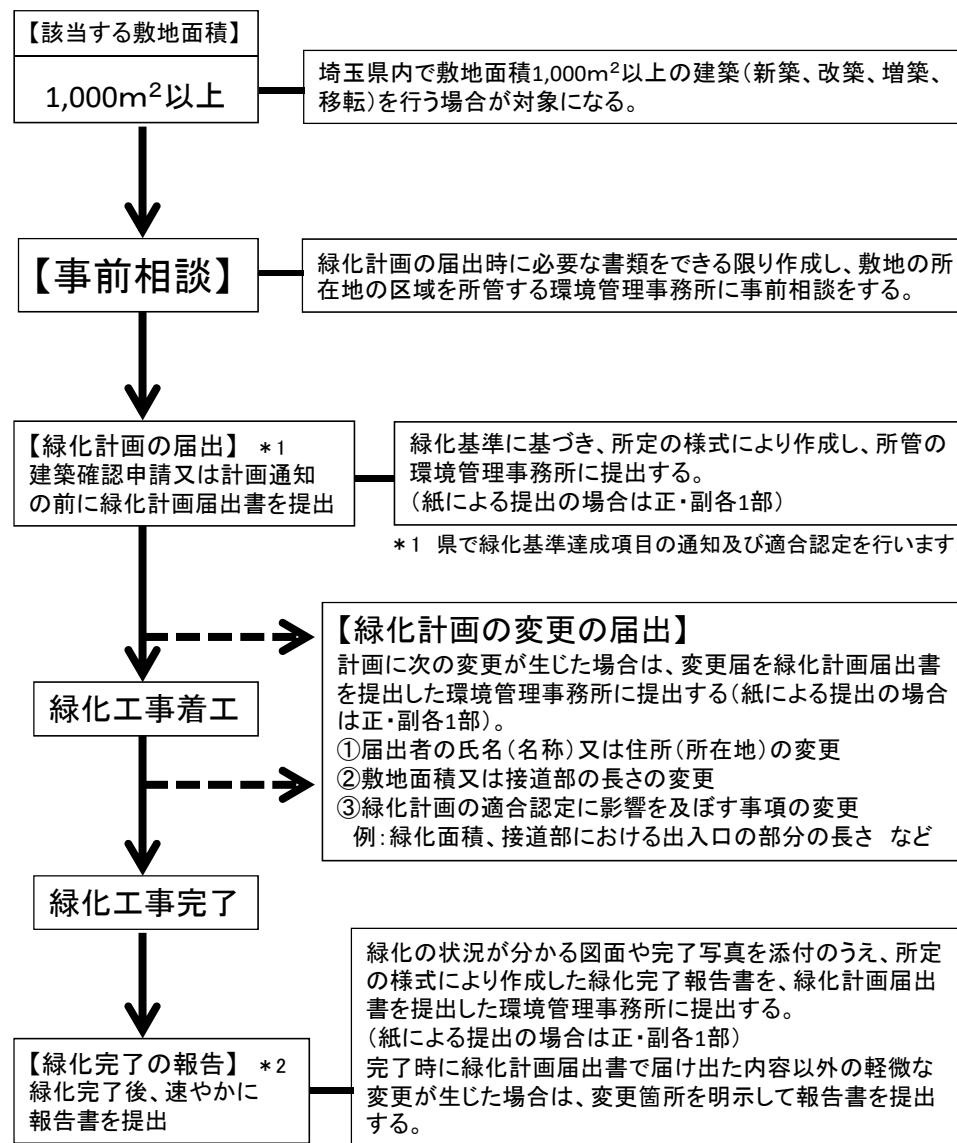 【該当する敷地面積】
1,000m²以上
埼玉県内で敷地面積1,000m²以上の建築(新築、改築、増築、
移転)を行う場合が対象になる。
【事前相談】
緑化計画の届出時に必要な書類をできる限り作成し、敷地の所
在地の区域を所管する環境管理事務所に事前相談をする。
【緑化計画の届出】 *1
建築確認申請又は計画通知
の前に緑化計画届出書を提出
緑化基準に基づき、所定の様式により作成し、所管の
環境管理事務所に提出する。
(紙による提出の場合は正・副各1部)
*1 県で緑化基準達成項目の通知及び適合認定を行います
【緑化計画の変更の届出】
計画に次の変更が生じた場合は、変更届を緑化計画届出書
を提出した環境管理事務所に提出する(紙による提出の場合
は正・副各1部)。
①届出者の氏名(名称)又は住所(所在地)の変更
②敷地面積又は接道部の長さの変更
③緑化計画の適合認定に影響を及ぼす事項の変更
例:緑化面積、接道部における出入口の部分の長さ など
緑化工事着工
緑化工事完了
緑化の状況が分かる図面や完了写真を添付のうえ、所定
の様式により作成した緑化完了報告書を、緑化計画届出
書を提出した環境管理事務所に提出する。
(紙による提出の場合は正・副各1部)
完了時に緑化計画届出書で届け出た内容以外の軽微な
変更が生じた場合は、変更箇所を明示して報告書を提出
する。
【緑化完了の報告】 *2
緑化完了後、速やかに
報告書を提出